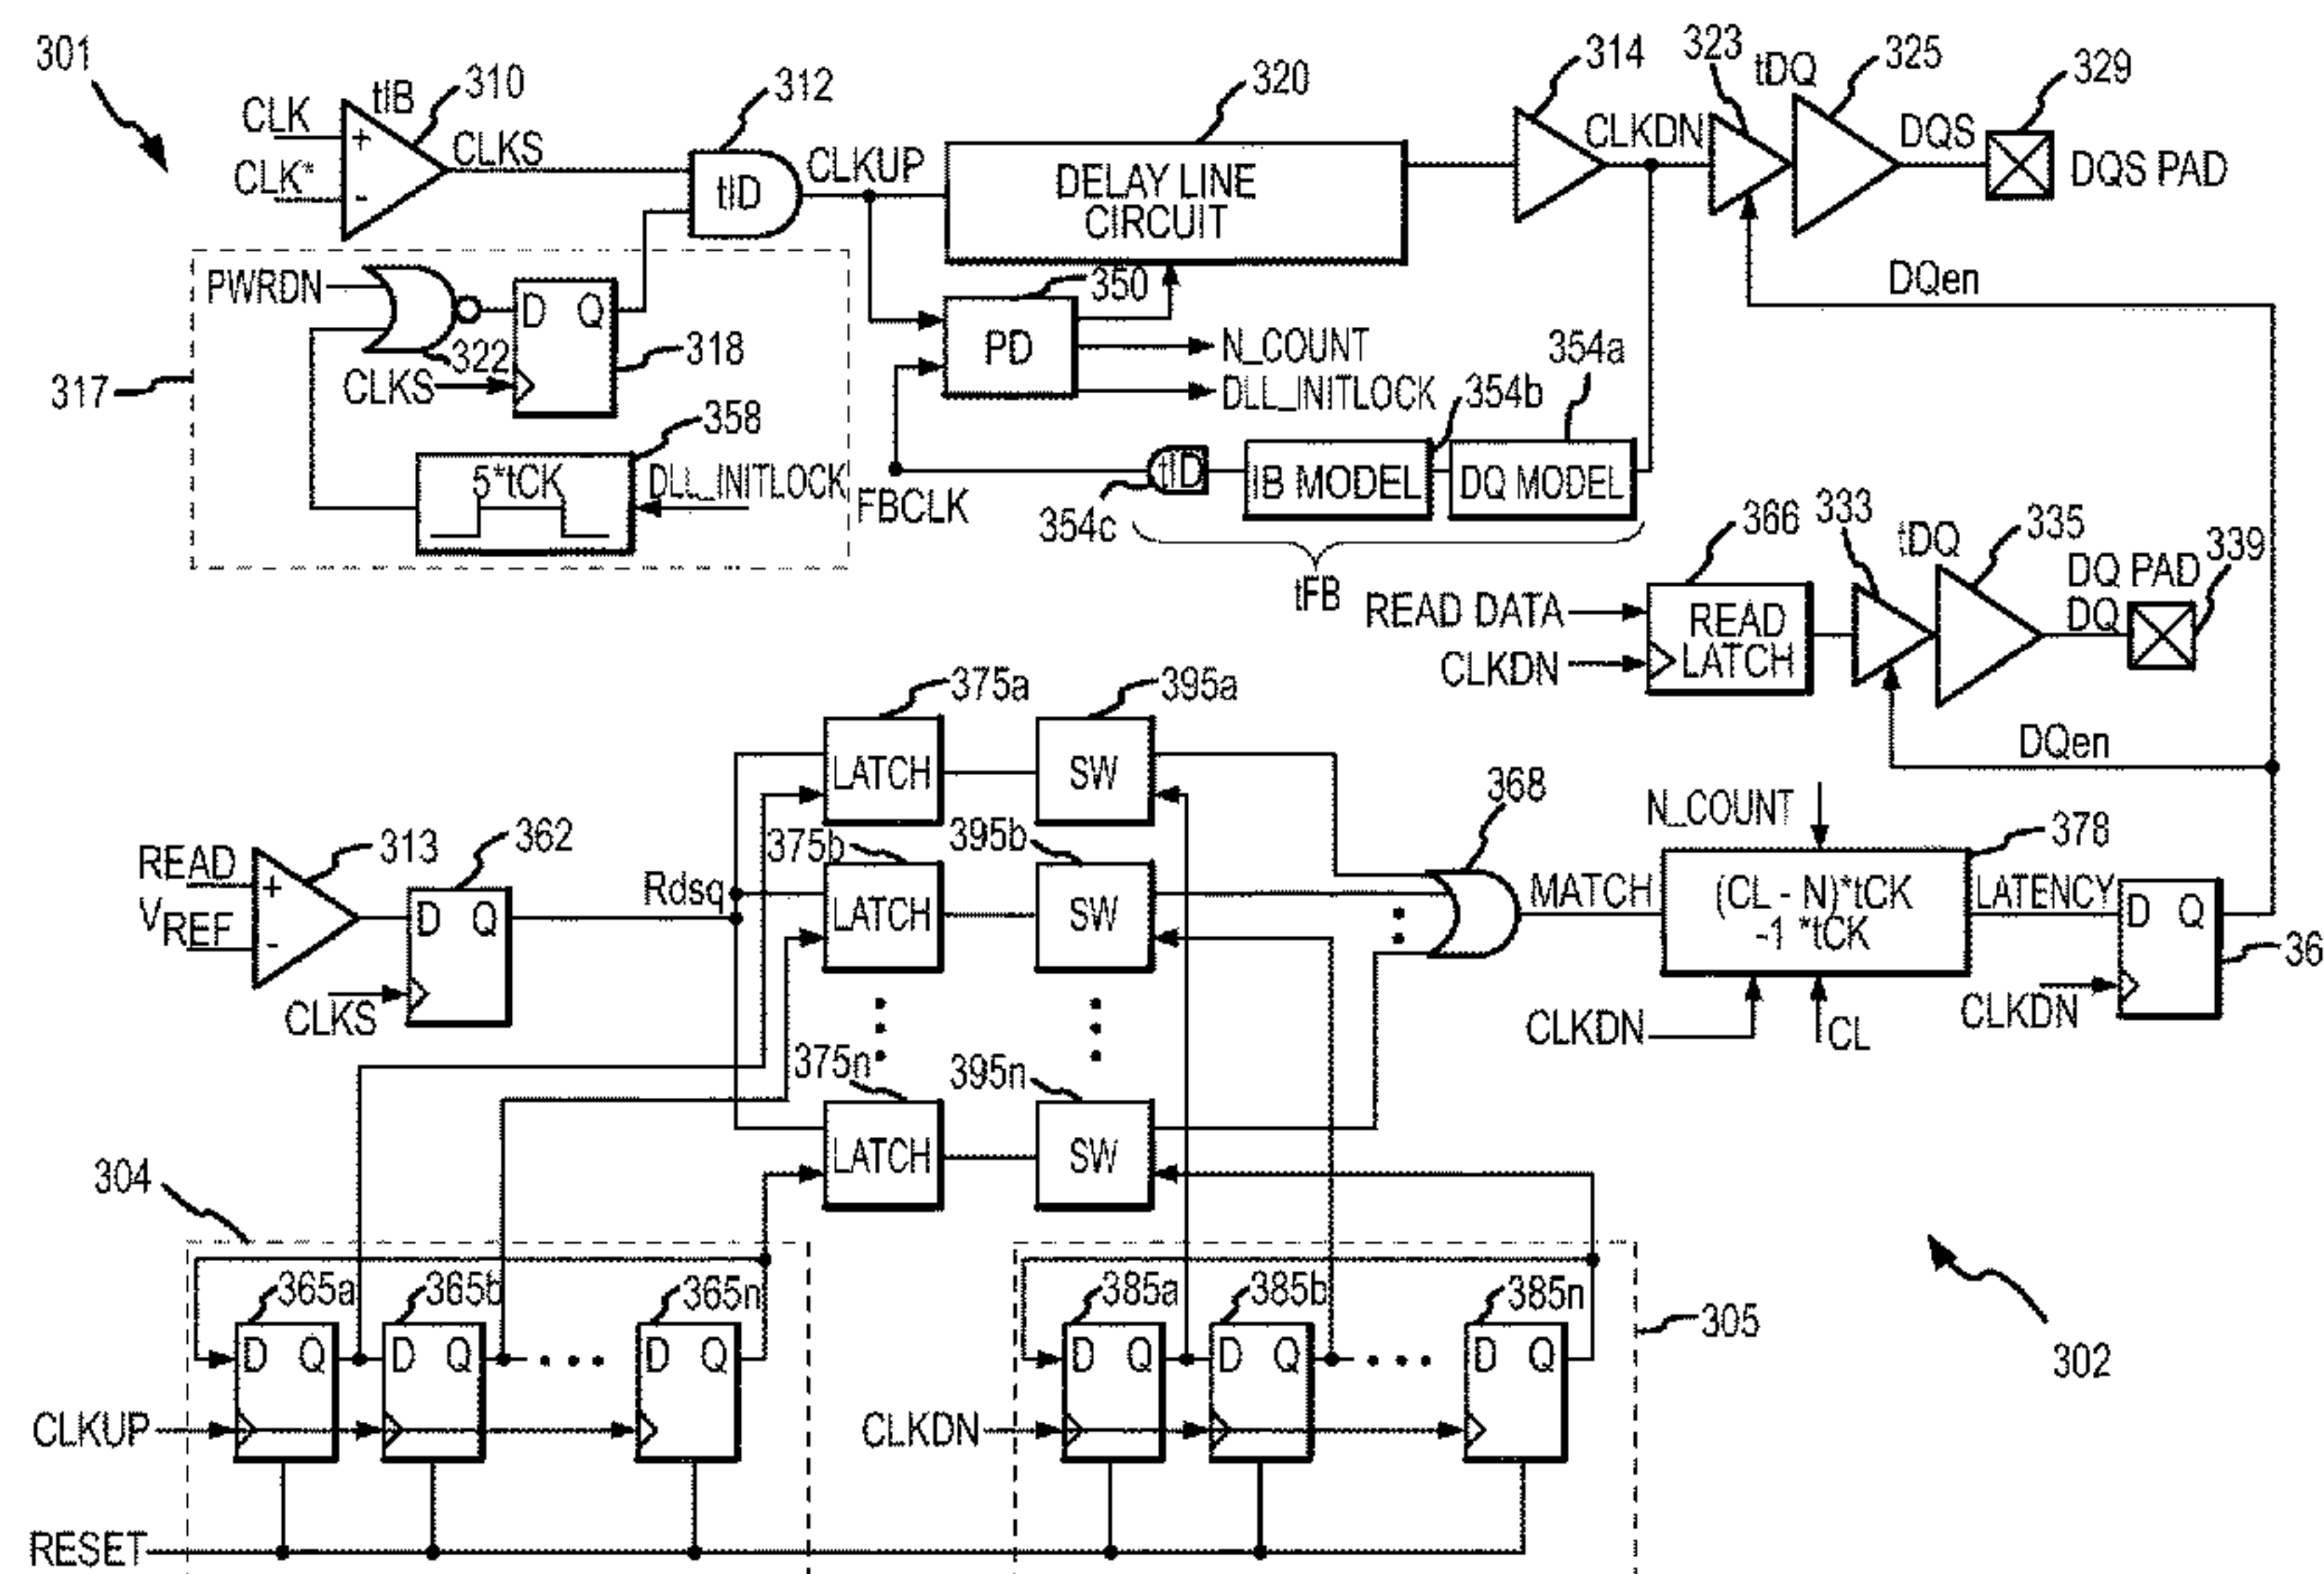 301
CLK
CLK*
tIB
+
-
310
CLKS
312
tID
CLKUP
320
DELAY LINE
CIRCUIT
314
CLKDN
323
tDQ
325
DQS
329
DQS PAD
DQen
317
PWRDN
322
D Q
318
CLKS
358
5*tCK
DLL_INITLOCK
350
PD
N_COUNT
DLL_INITLOCK
354a
354b
tID
IB MODEL
DQ MODEL
354c
FBCLK
tFB
READ DATA
CLKDN
366
READ
LATCH
333
tDQ
335
DQ PAD
DQ
339
DQen
READ
VREF
+
-
313
362
D Q
CLKS
Rdsq
375a
LATCH
395a
SW
375b
LATCH
395b
SW
375n
LATCH
395n
SW
368
MATCH
N_COUNT
378
(CL - N)*tCK
-1 *tCK
CLKDN
CL
LATENCY
D Q
36
CLKDN
304
365a
D Q
365b
D Q
365n
D Q
CLKUP
385a
D Q
385b
D Q
385n
D Q
CLKDN
305
302
RESET